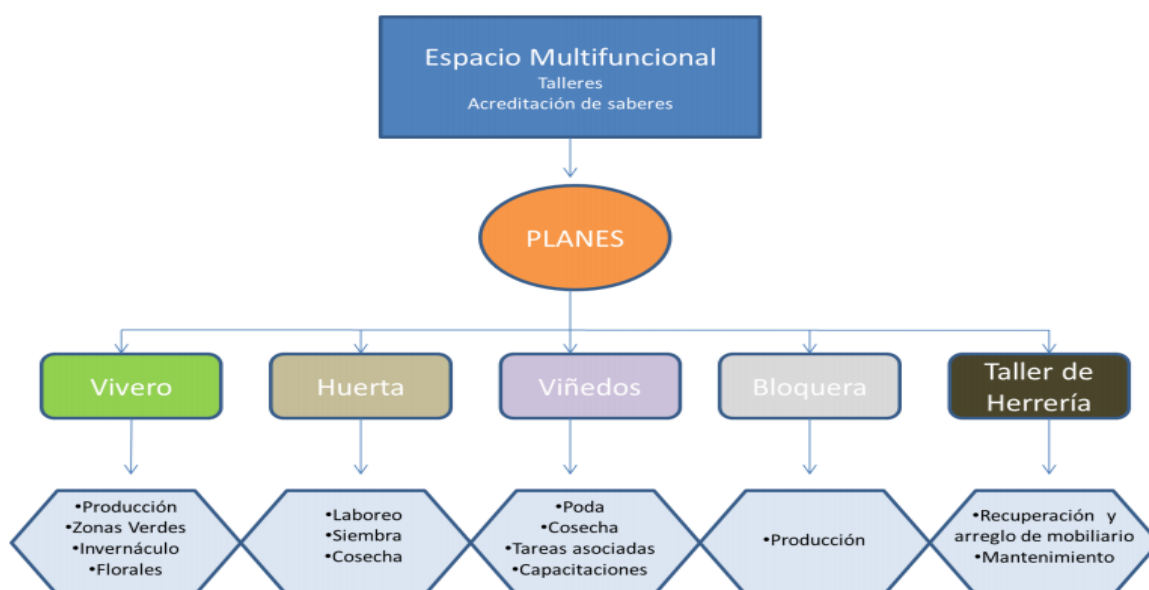 Espacio Multifuncional
Talleres
Acreditación de saberes
PLANES
Vivero
Huerta
Viñedos
Bloquera
Taller de
Herrería
•Producción
•Zonas Verdes
•Invernáculo
•Florales
•Laboreo
•Siembra
•Cosecha
•Poda
•Cosecha
•Tareas asociadas
•Capacitaciones
•Producción
•Recuperación y
arreglo de mobiliario
•Mantenimiento